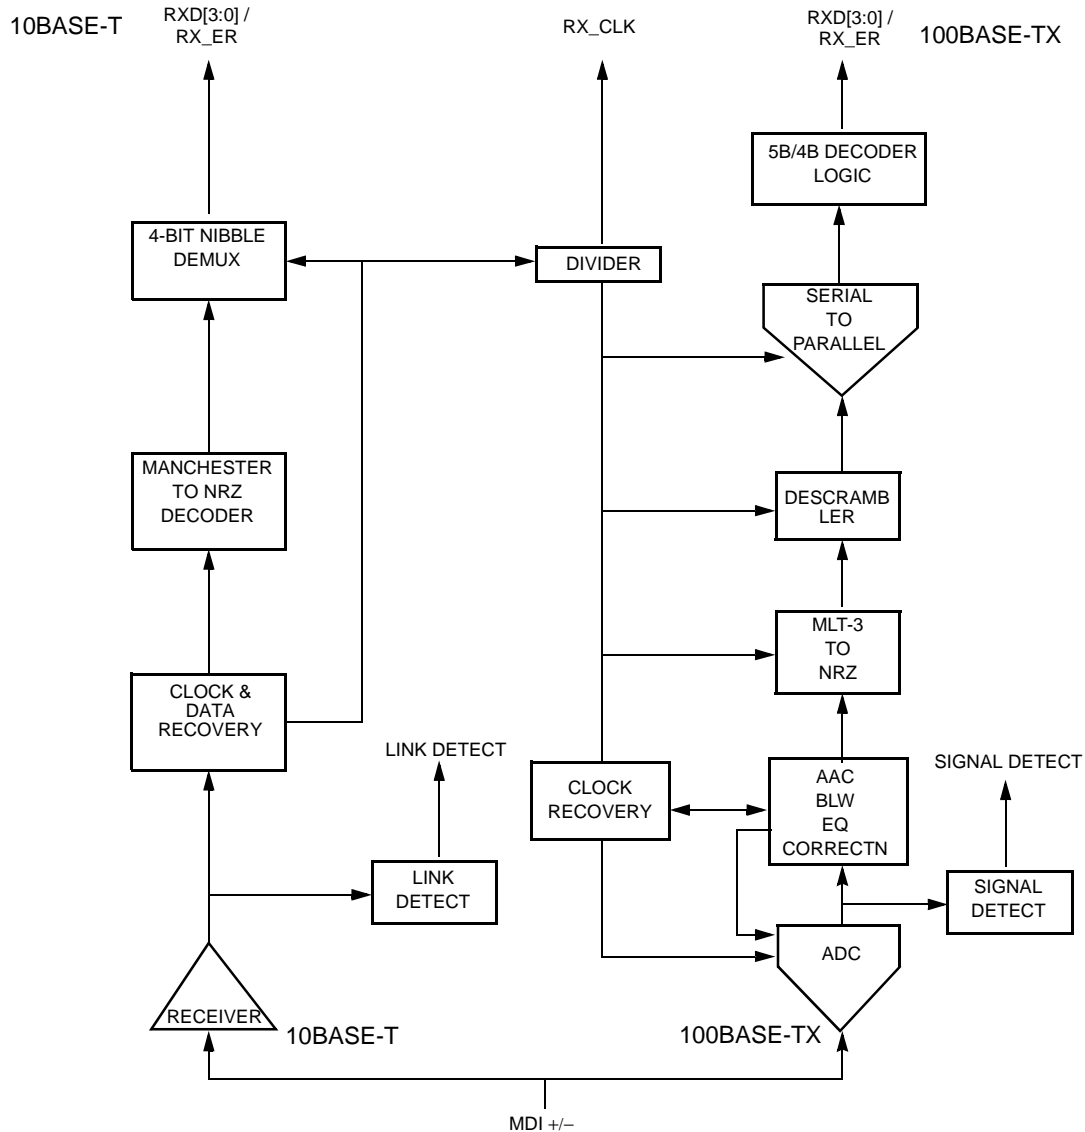 10BASE-T
RXD[3:0] /
RX_ER
RX_CLK
RXD[3:0] /
RX_ER
100BASE-TX
5B/4B DECODER
LOGIC
4-BIT NIBBLE
DEMUX
DIVIDER
SERIAL
TO
PARALLEL
MANCHESTER
TO NRZ
DECODER
DESCRAMB
LER
MLT-3
TO
NRZ
CLOCK &
DATA
RECOVERY
LINK DETECT
CLOCK
RECOVERY
AAC
BLW
EQ
CORRECTN
SIGNAL DETECT
LINK
DETECT
SIGNAL
DETECT
ADC
RECEIVER
10BASE-T
100BASE-TX
MDI +/−